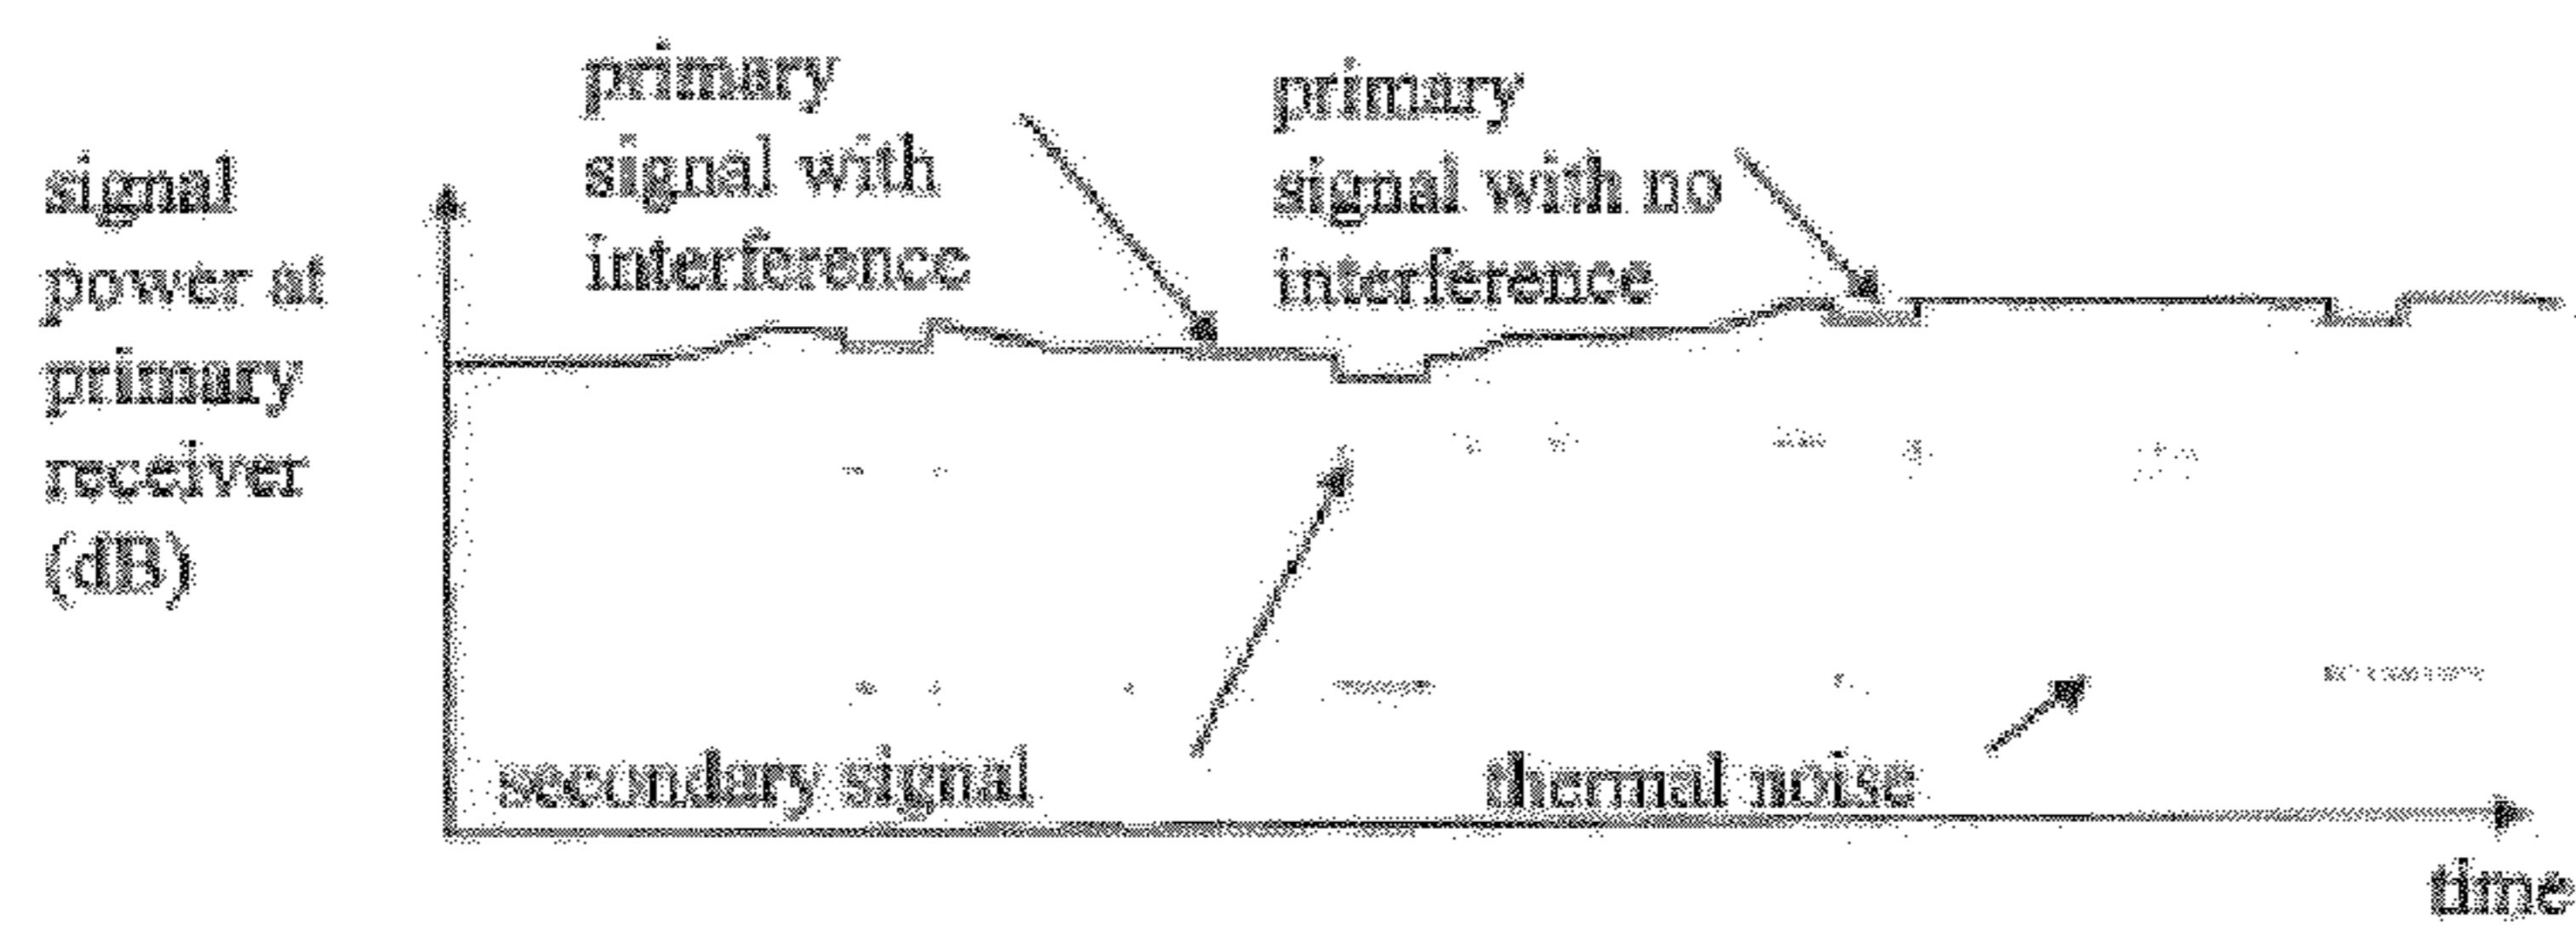 signal
power at
primary
receiver
(dB)
primary
signal with
interference
primary
signal with no
interference
secondary signal
thermal noise
time